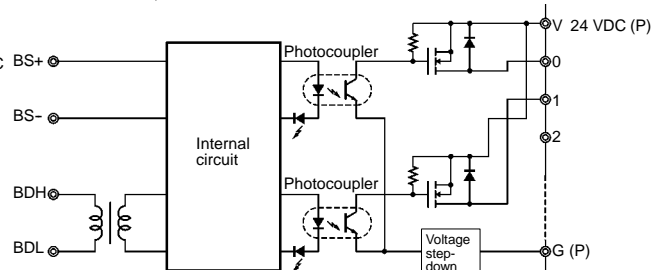 V 24 VDC (P)
C BS+
Photocoupler
0
1
BS-
2
Internal
circuit
Photocoupler
BDH
BDL
Voltage
step-
down
G (P)